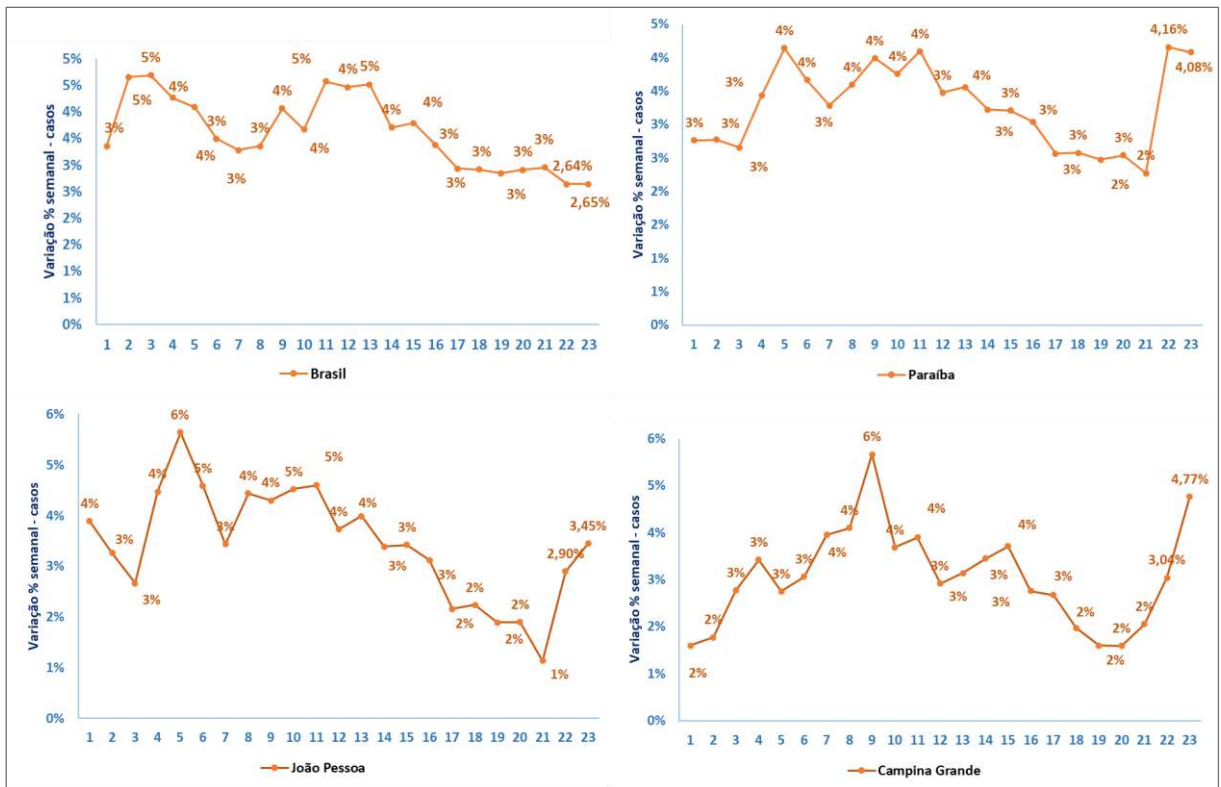 Variação % semanal - casos
5%
5%
4%
4%
3%
3%
2%
2%
1%
1%
0%
3% 5% 5% 4% 4% 3% 3% 3% 4% 5% 4% 4% 5% 4% 4% 3% 3% 3% 3% 3% 3% 2,64% 2,65%
1 2 3 4 5 6 7 8 9 10 11 12 13 14 15 16 17 18 19 20 21 22 23
Brasil
Variação % semanal - casos
5%
4%
4%
3%
3%
2%
2%
1%
1%
0%
3% 3% 3% 3% 4% 4% 3% 4% 4% 4% 4% 3% 4% 3% 3% 3% 3% 3% 2% 2% 4,16% 4,08%
1 2 3 4 5 6 7 8 9 10 11 12 13 14 15 16 17 18 19 20 21 22 23
Paraíba
Variação % semanal - casos
6%
5%
4%
3%
2%
1%
0%
4% 3% 3% 4% 6% 5% 3% 4% 4% 5% 5% 4% 4% 3% 3% 3% 2% 2% 2% 2% 1% 2,90% 3,45%
1 2 3 4 5 6 7 8 9 10 11 12 13 14 15 16 17 18 19 20 21 22 23
João Pessoa
Variação % semanal - casos
6%
5%
4%
3%
2%
1%
0%
2% 2% 3% 3% 3% 3% 4% 4% 6% 4% 4% 3% 3% 3% 3% 4% 3% 2% 2% 2% 2% 3,04% 4,77%
1 2 3 4 5 6 7 8 9 10 11 12 13 14 15 16 17 18 19 20 21 22 23
Campina Grande